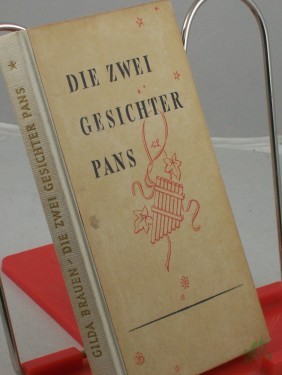 DIE ZWEI
GESICHTER
PANS
GILDA BRAUEN · DIE ZWEI GESICHTER PANS